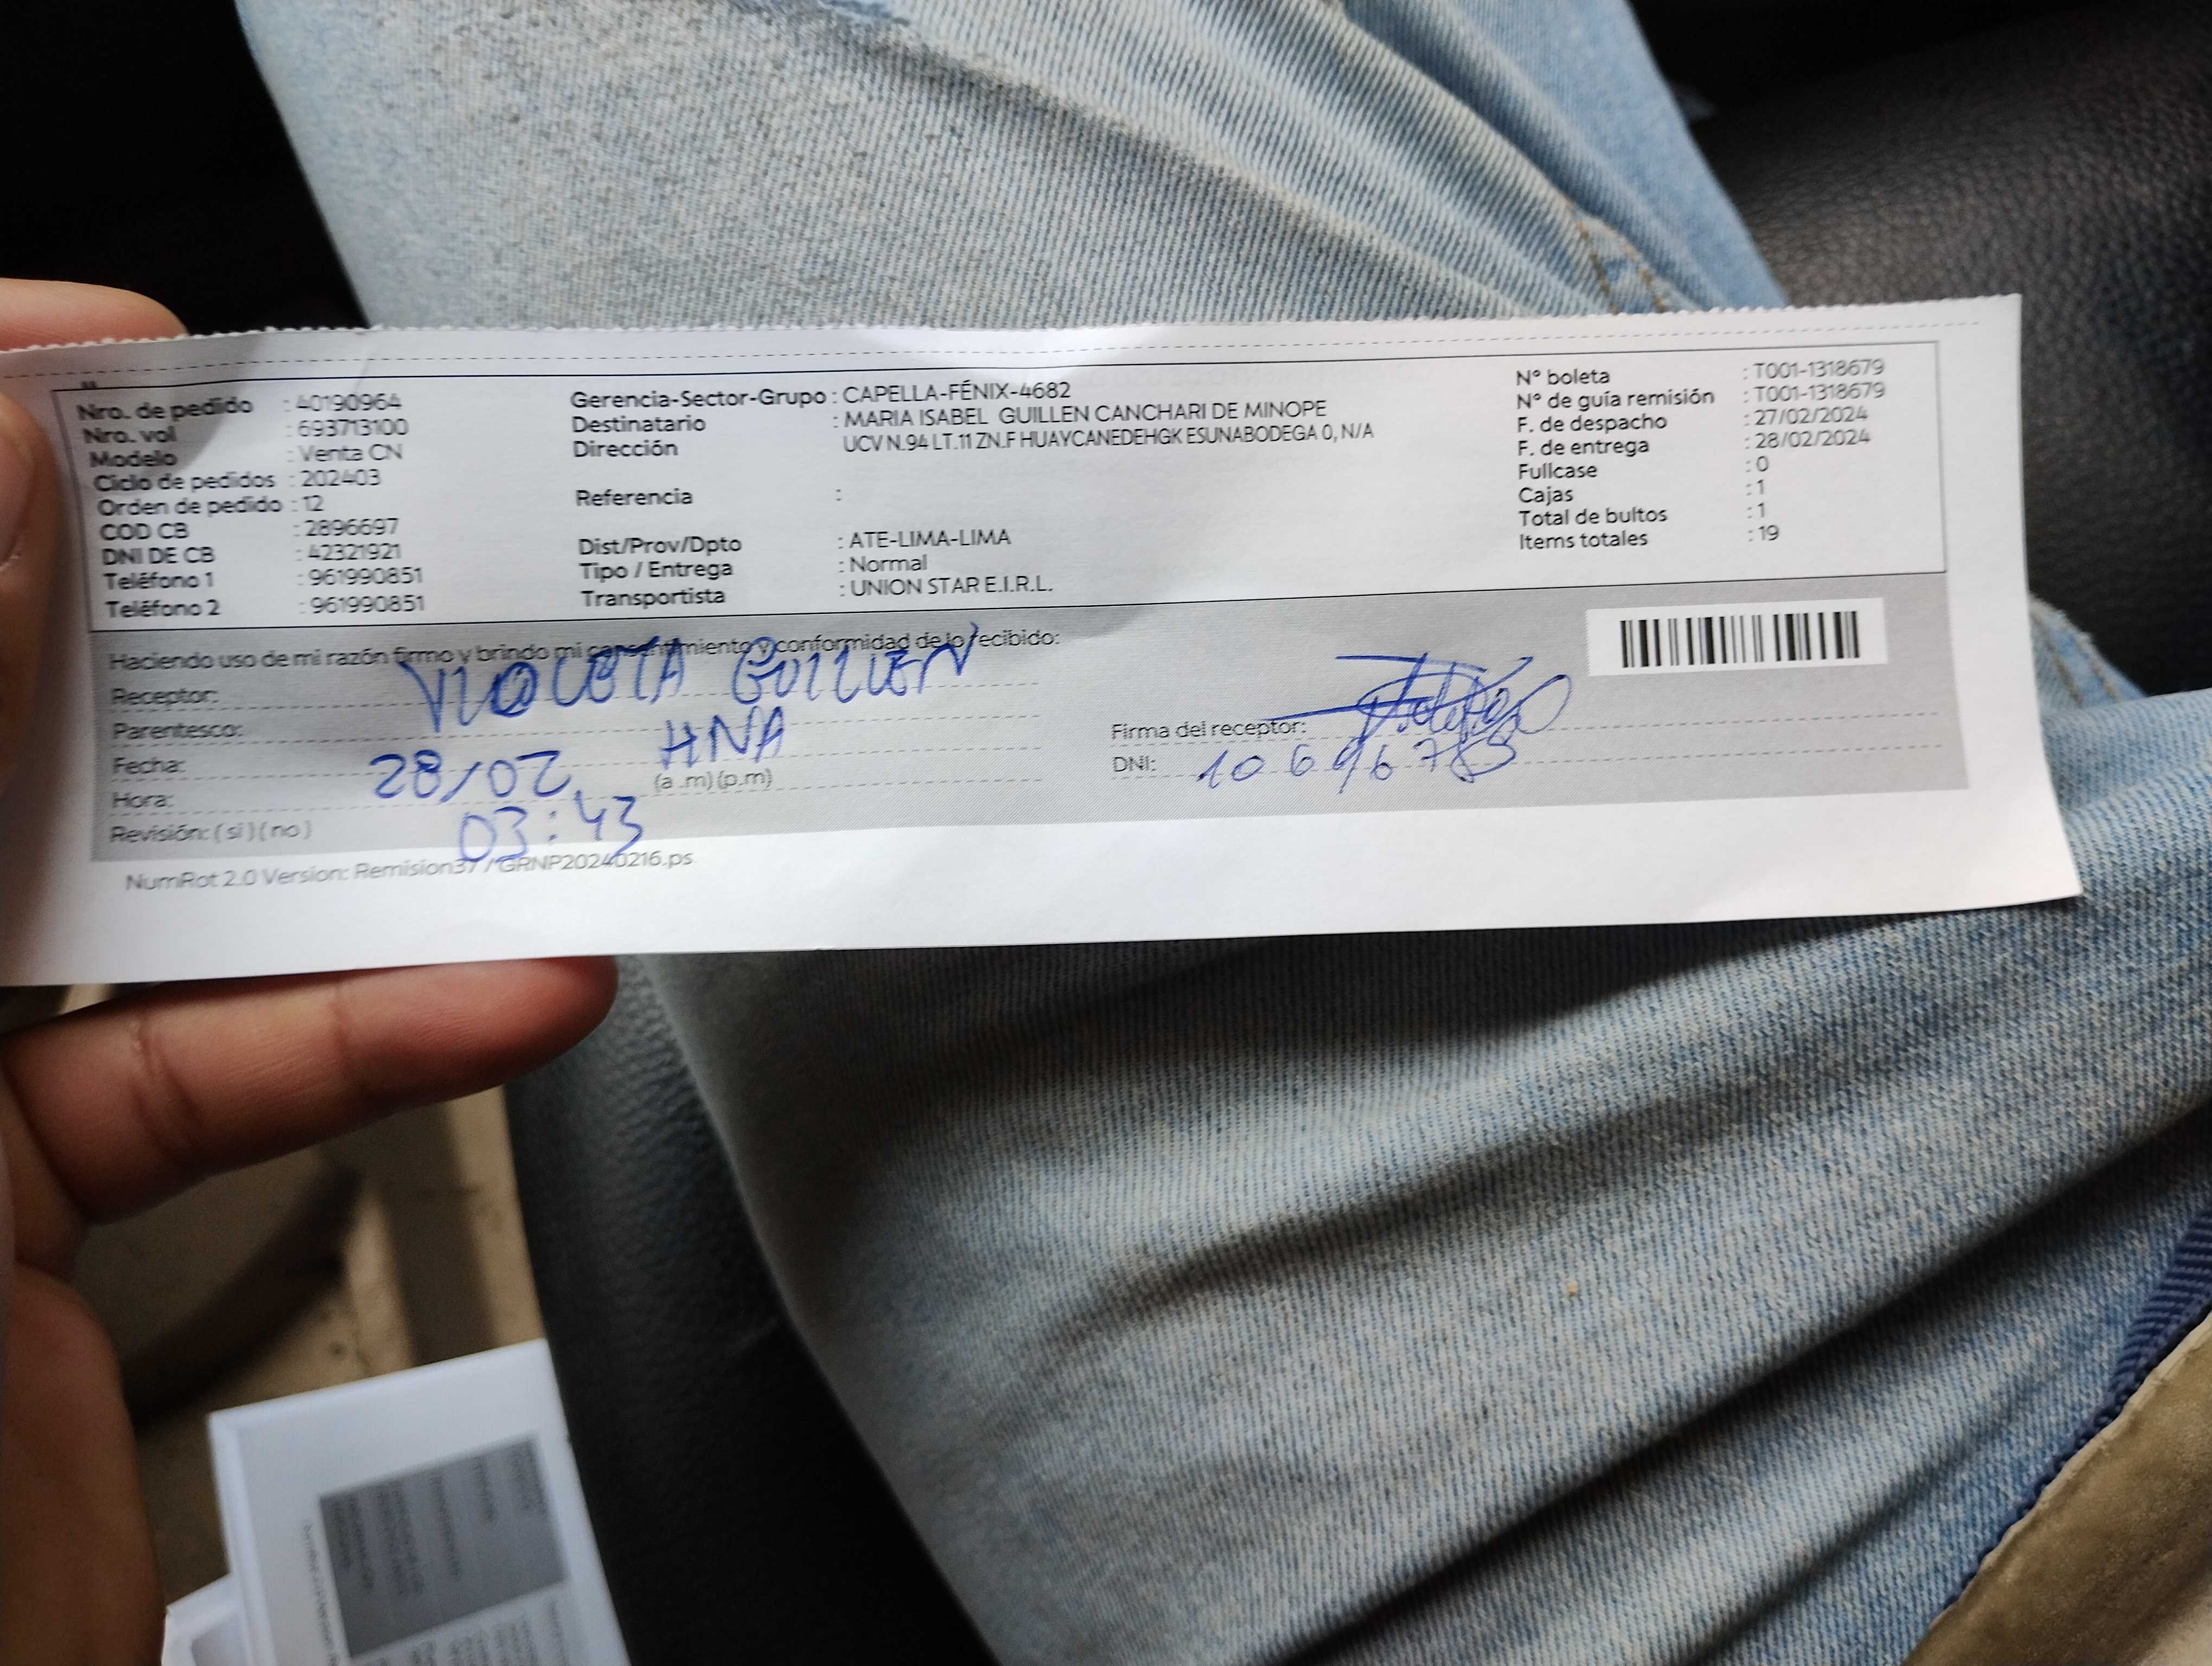 Nro. de pedido : 40190964
Nro. vol : 693713100
Modelo : Venta CN
Ciclo de pedidos : 202403
Orden de pedido : 12
COD CB : 2896697
DNI DE CB : 42321921
Teléfono 1 : 961990851
Teléfono 2 : 961990851
Gerencia-Sector-Grupo : CAPELLA-FÉNIX-4682
Destinatario : MARIA ISABEL GUILLEN CANCHARI DE MINOPE
Dirección UCV N.94 LT.11 ZN.F HUAYCANEDEHGK ESUNABODEGA 0, N/A
Referencia :
Dist/Prov/Dpto : ATE-LIMA-LIMA
Tipo / Entrega : Normal
Transportista : UNION STAR E.I.R.L.
N° boleta : T001-1318679
N° de guía remisión : T001-1318679
F. de despacho : 27/02/2024
F. de entrega : 28/02/2024
Fullcase : 0
Cajas : 1
Total de bultos : 1
Items totales : 19
Haciendo uso de mi razón firmo y brindo mi consentimiento y conformidad de lo recibido:
Receptor: VIOLETA GUILLEN
Parentesco: HNA
Fecha: 28/02
Hora: 03:43 (a.m)(p.m)
Revisión: ( si ) ( no )
Firma del receptor:
DNI: 10696783
NumRot 2.0 Version: Remision37 / GRNP20240216.ps